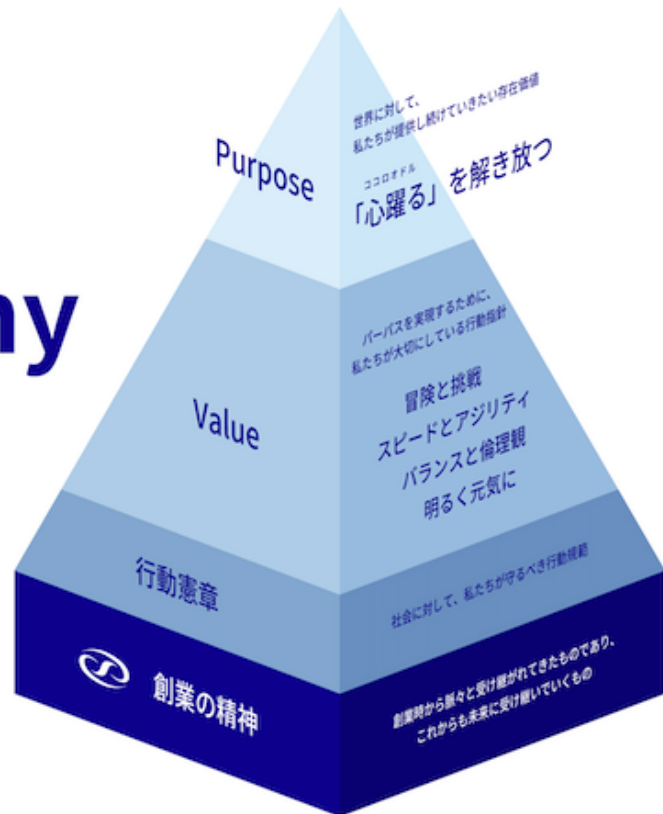 Purpose
世界に対して、
私たちが提供し続けていきたい存在価値
ココロオドル
「心躍る」を解き放つ
ny
Value
パーパスを実現するために、
私たちが大切にしている行動指針
冒険と挑戦
スピードとアジリティ
バランスと倫理観
明るく元気に
行動憲章
社会に対して、私たちが守るべき行動規範
創業の精神
創業時から脈々と受け継がれてきたものであり、
これからも未来に受け継いでいくもの